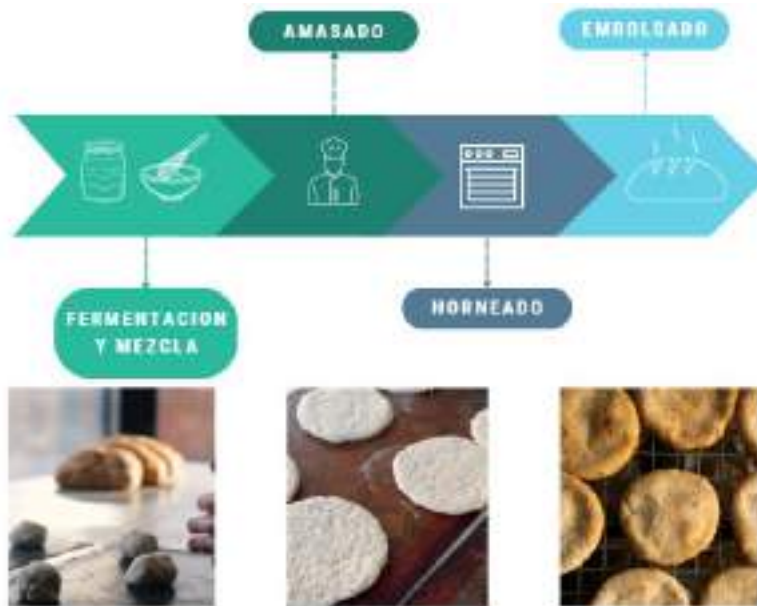 AMASADO
EMBOLSADO
FERMENTACION
Y MEZCLA
HORNEADO